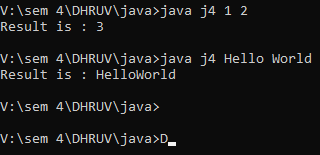 V:\sem 4\DHRUV\java>java j4 1 2
Result is : 3
V:\sem 4\DHRUV\java>java j4 Hello World
Result is : HelloWorld
V:\sem 4\DHRUV\java>
V:\sem 4\DHRUV\java>D